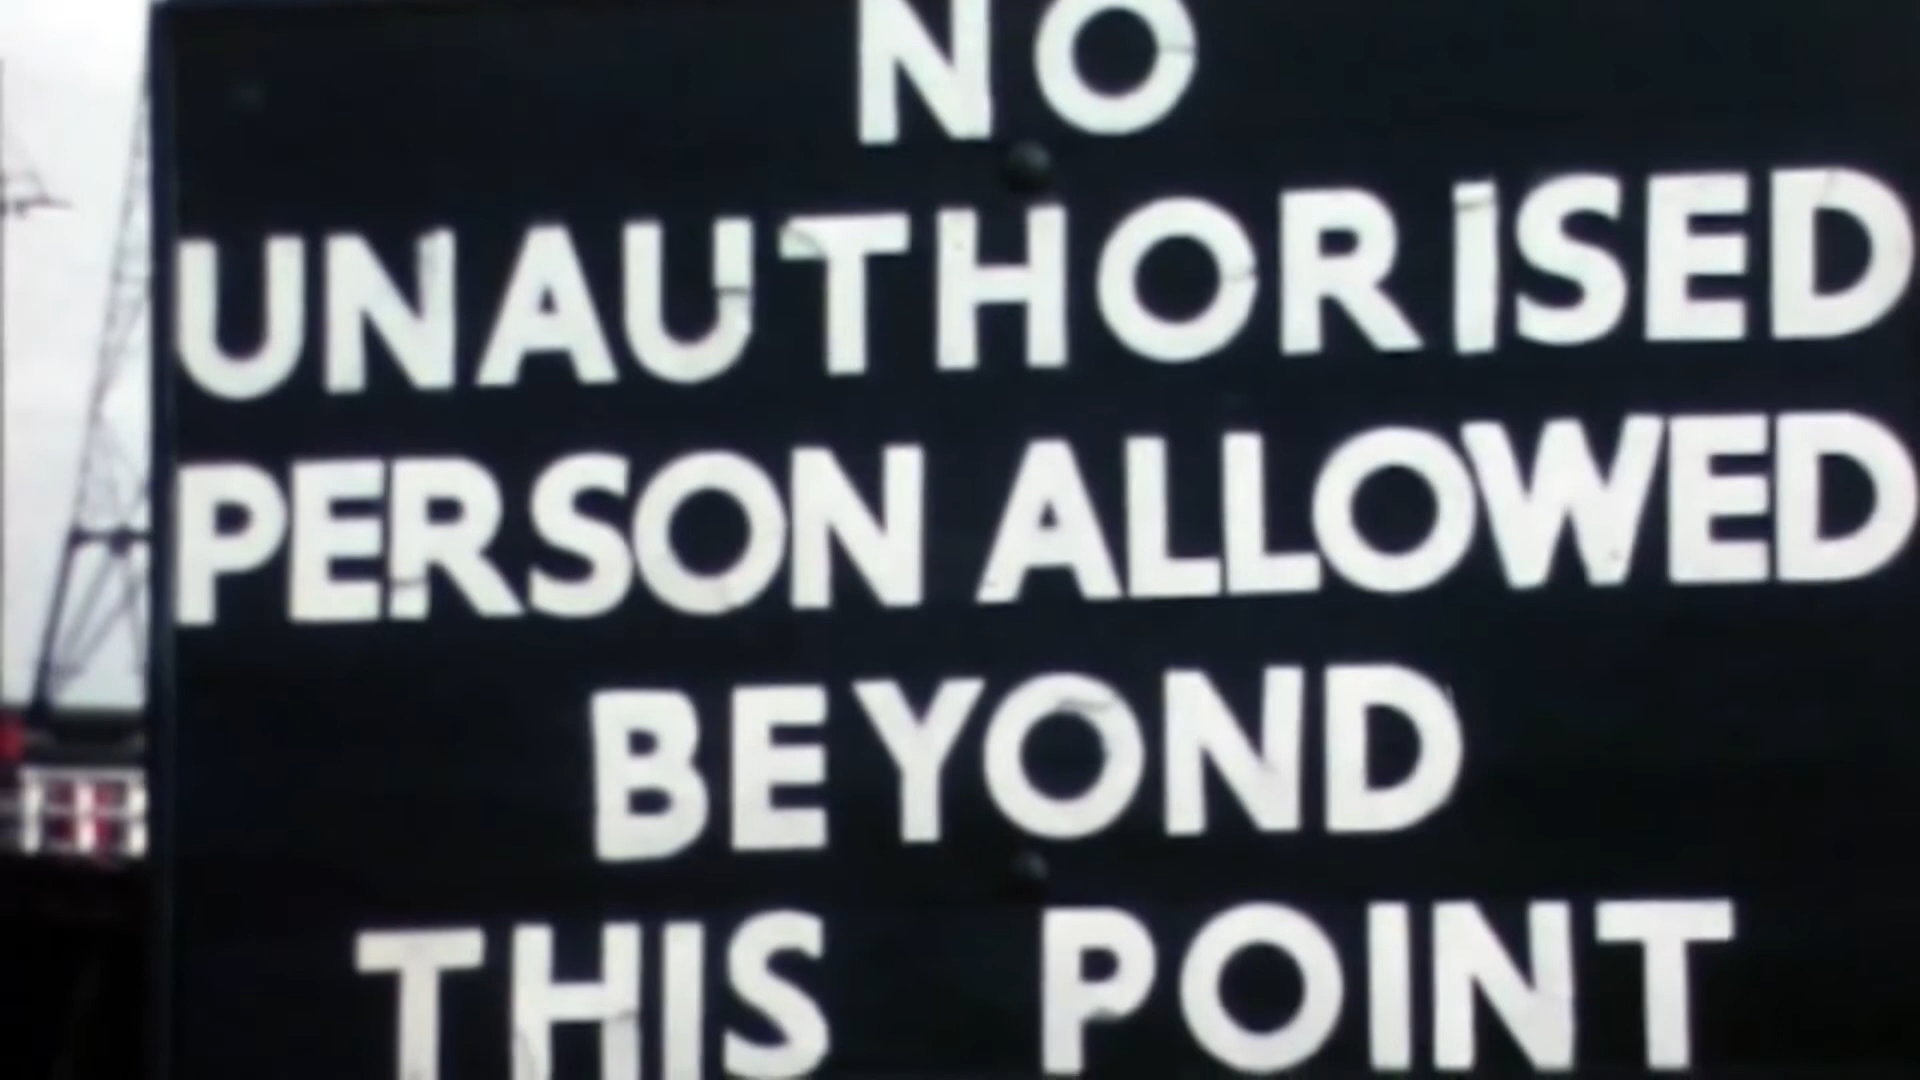 NO
UNAUTHORISED
PERSON ALLOWED
BEYOND
THIS POINT